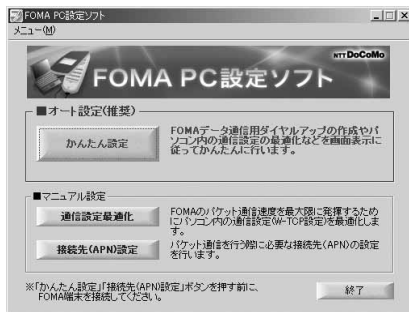 FOMA PC設定ソフト
メニュー(M)
NTT DoCoMo
FOMA PC設定ソフト
■オート設定(推奨)
かんたん設定
FOMAデータ通信用ダイヤルアップの作成やパ
ソコン内の通信設定の最適化などを画面表示に
従ってかんたんに行います。
■マニュアル設定
通信設定最適化
FOMAのパケット通信速度を最大限に発揮するため
にパソコン内の通信設定(W-TCP設定)を最適化しま
す。
接続先(APN)設定
パケット通信を行う際に必要な接続先(APN)の設定
を行います。
※「かんたん設定」「接続先(APN)設定」ボタンを押す前に、
FOMA端末を接続してください。
終了